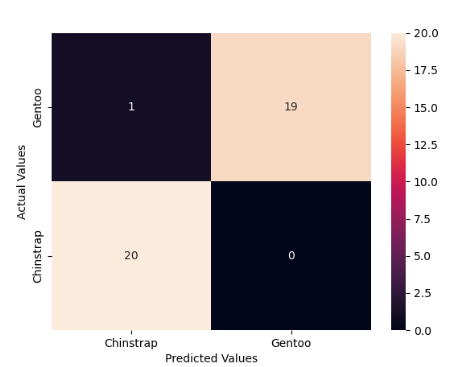 Actual Values
Gentoo
Chinstrap
1
19
20
0
Chinstrap
Gentoo
Predicted Values
20.0
17.5
15.0
12.5
10.0
7.5
5.0
2.5
0.0